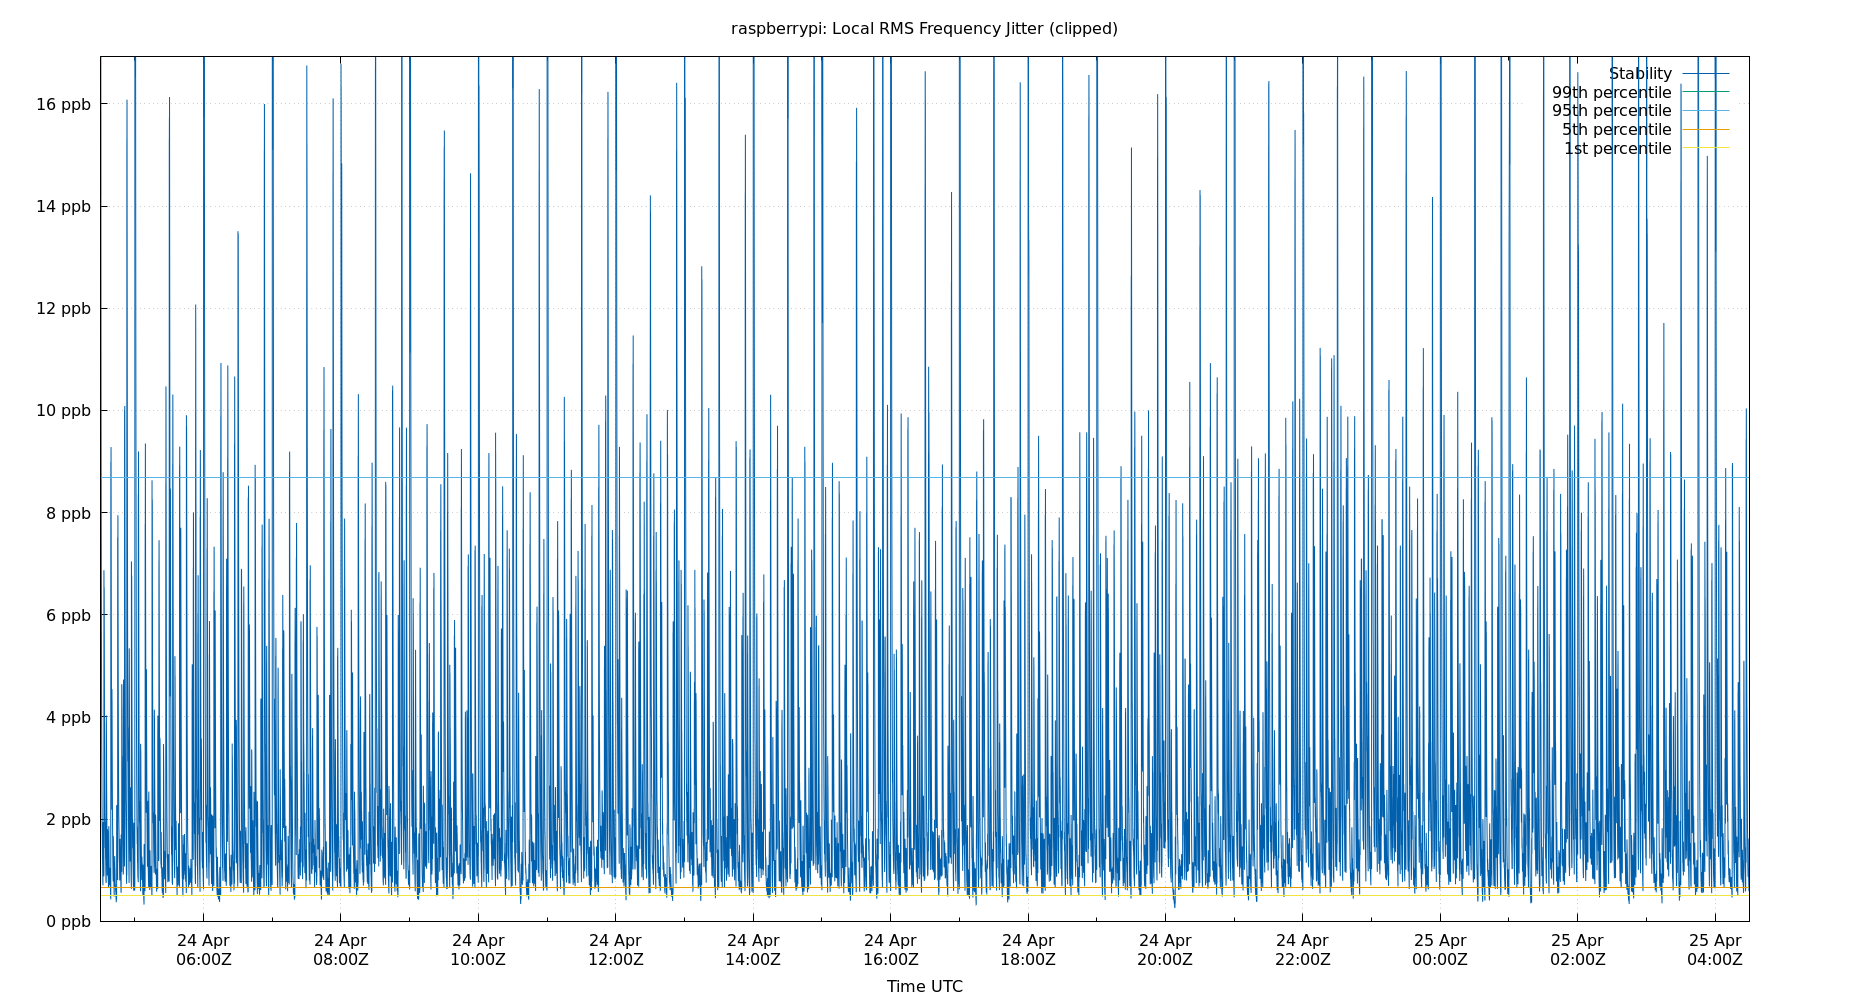 raspberrypi: Local RMS Frequency Jitter (clipped)
Stability
99th percentile
95th percentile
5th percentile
1st percentile
16 ppb
14 ppb
12 ppb
10 ppb
8 ppb
6 ppb
4 ppb
2 ppb
0 ppb
24 Apr 24 Apr 24 Apr 24 Apr 24 Apr 24 Apr 24 Apr 24 Apr 24 Apr 25 Apr 25 Apr 25 Apr
06:00Z 08:00Z 10:00Z 12:00Z 14:00Z 16:00Z 18:00Z 20:00Z 22:00Z 00:00Z 02:00Z 04:00Z
Time UTC